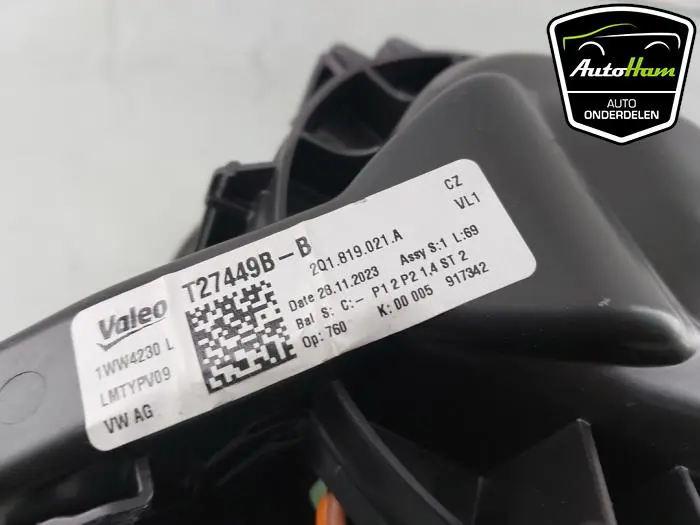 AutoHam
AUTO
ONDERDELEN
CZ
VL1
T27449B-B
2Q1.819.021.A
Valeo
Date 28.11.2023 Assy S:1 L:69
1WW4230 L
Bal S: C:- P1 2 P2 1.4 ST 2
LMTYPV09
Op: 760 K: 00 005 917342
VW AG